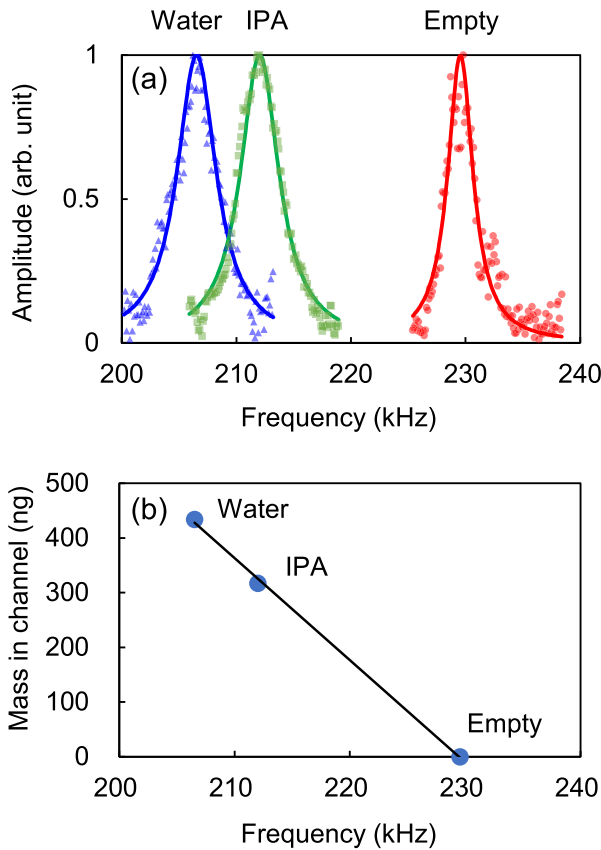 Water IPA Empty
(a)
1
0.5
0
Amplitude (arb. unit)
200 210 220 230 240
Frequency (kHz)
(b)
500
400
300
200
100
0
Mass in channel (ng)
Water
IPA
Empty
200 210 220 230 240
Frequency (kHz)